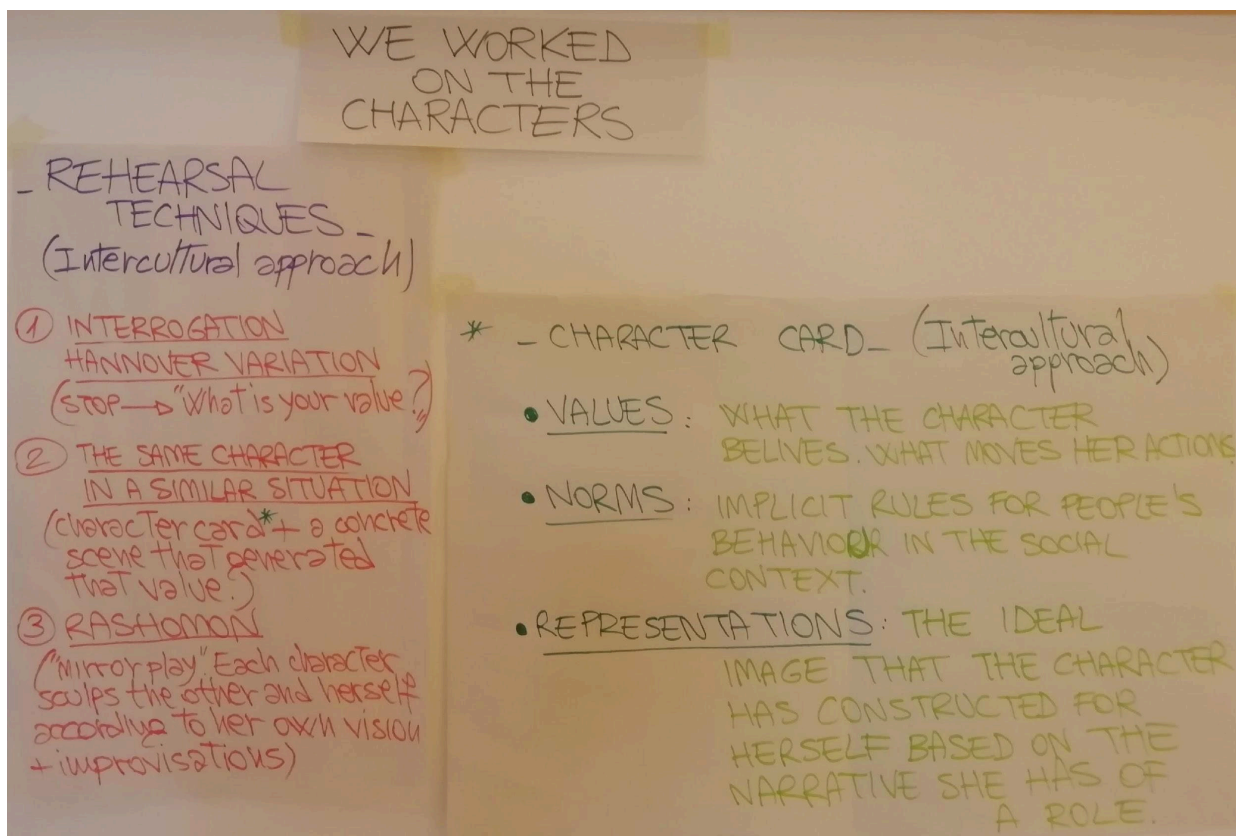 WE WORKED
ON THE
CHARACTERS
_ REHEARSAL
TECHNIQUES _
(Intercultural approach)
① INTERROGATION
HANNOVER VARIATION
(STOP → "What is your value?")
② THE SAME CHARACTER
IN A SIMILAR SITUATION
(character card* + a concrete
scene that generated
that value.)
③ RASHOMON
("mirror play" Each character
sculps the other and herself
according to her own vision
+ improvisations)
* _ CHARACTER CARD _ (Intercultural
approach)
• VALUES: WHAT THE CHARACTER
BELIVES. WHAT MOVES HER ACTIONS.
• NORMS: IMPLICIT RULES FOR PEOPLE'S
BEHAVIOR IN THE SOCIAL
CONTEXT.
• REPRESENTATIONS: THE IDEAL
IMAGE THAT THE CHARACTER
HAS CONSTRUCTED FOR
HERSELF BASED ON THE
NARRATIVE SHE HAS OF
A ROLE.